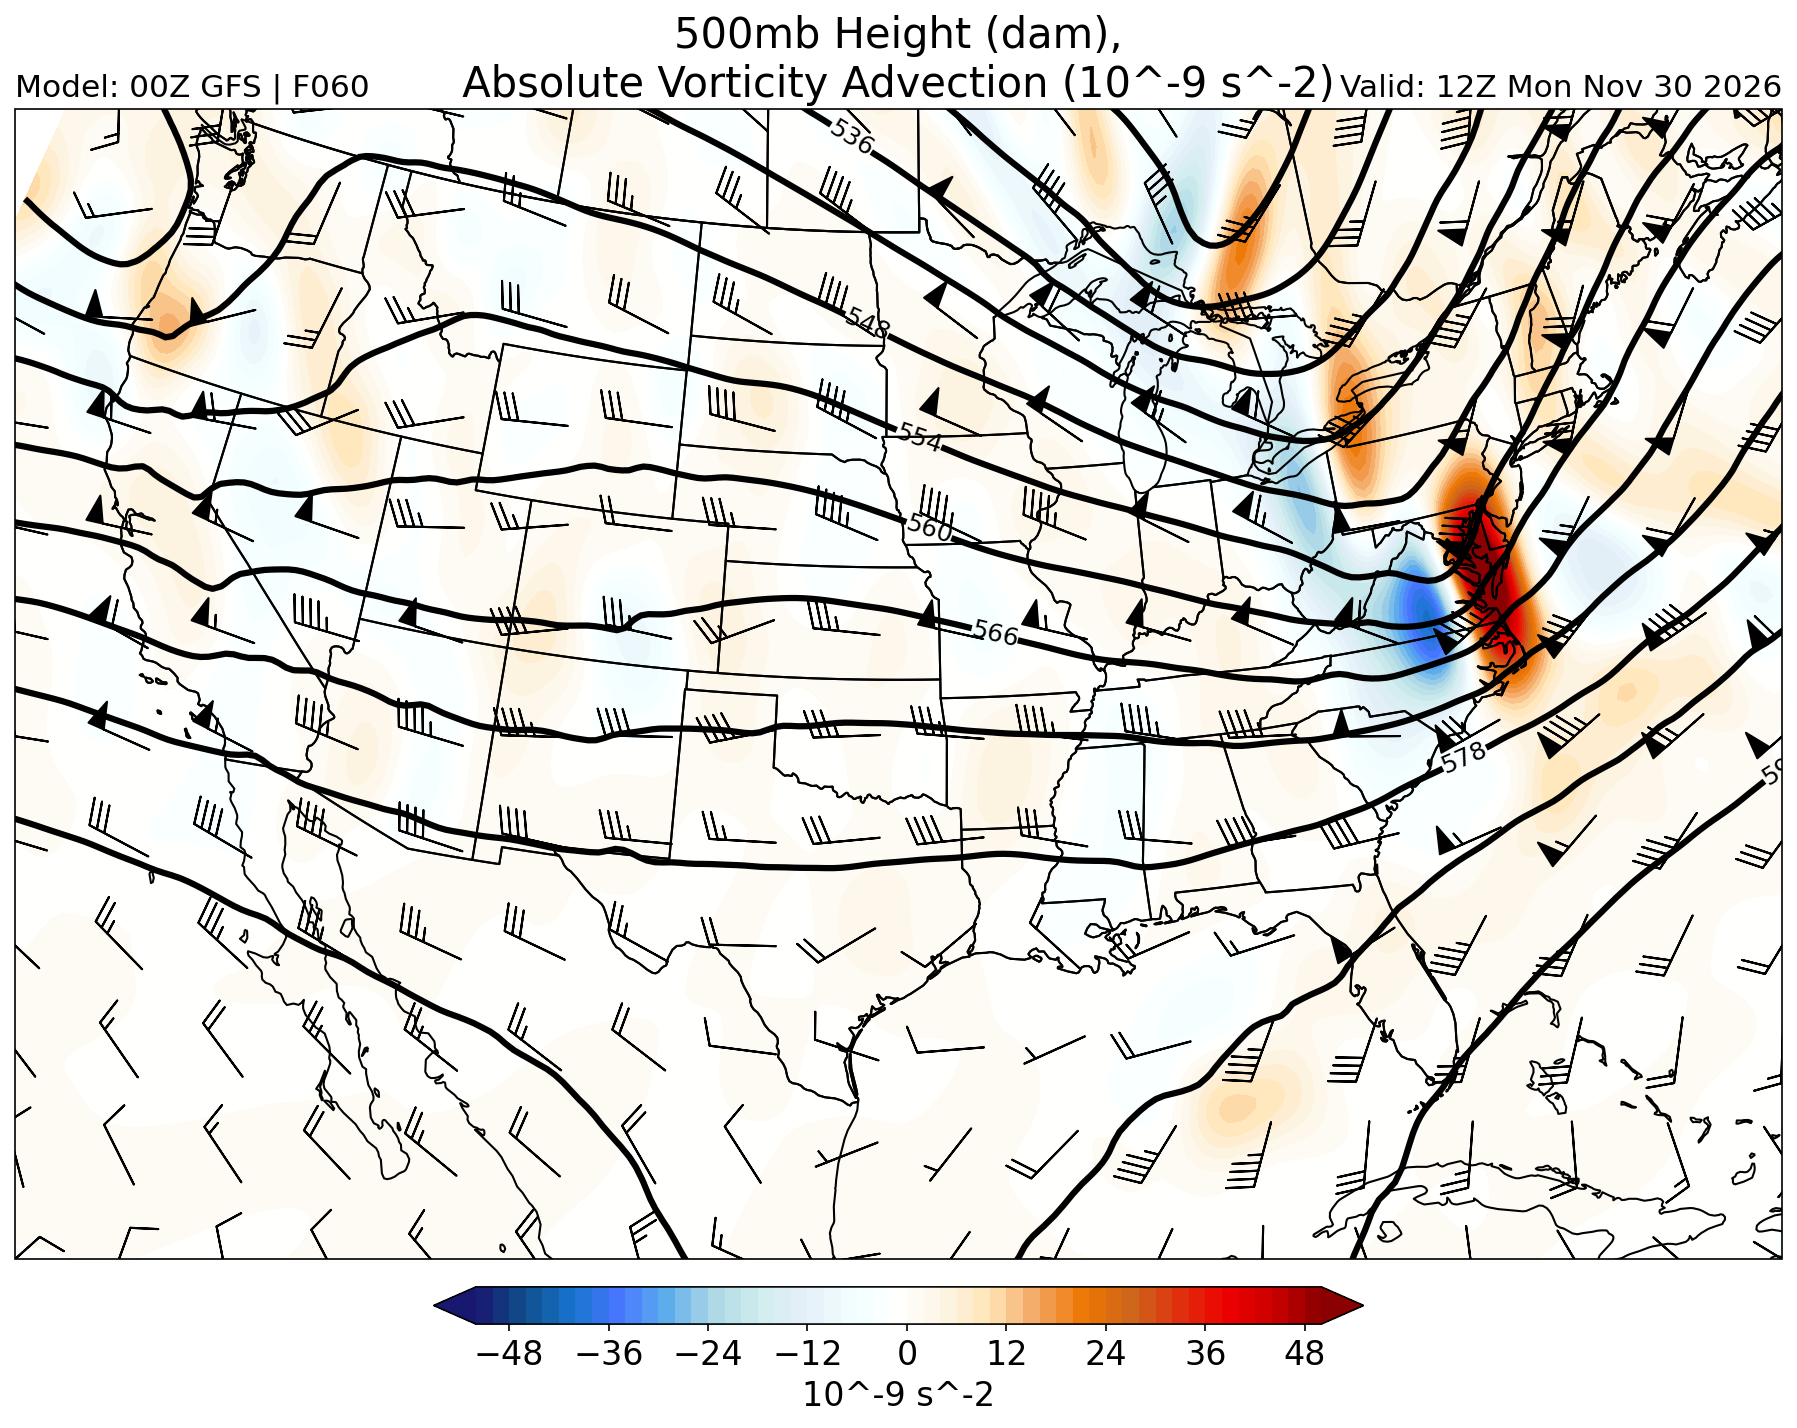 500mb Height (dam),
Model: 00Z GFS | F060
Absolute Vorticity Advection (10^-9 s^-2)
Valid: 12Z Mon Nov 30 2026
536
548
554
560
566
578
−48 −36 −24 −12 0 12 24 36 48
10^-9 s^-2